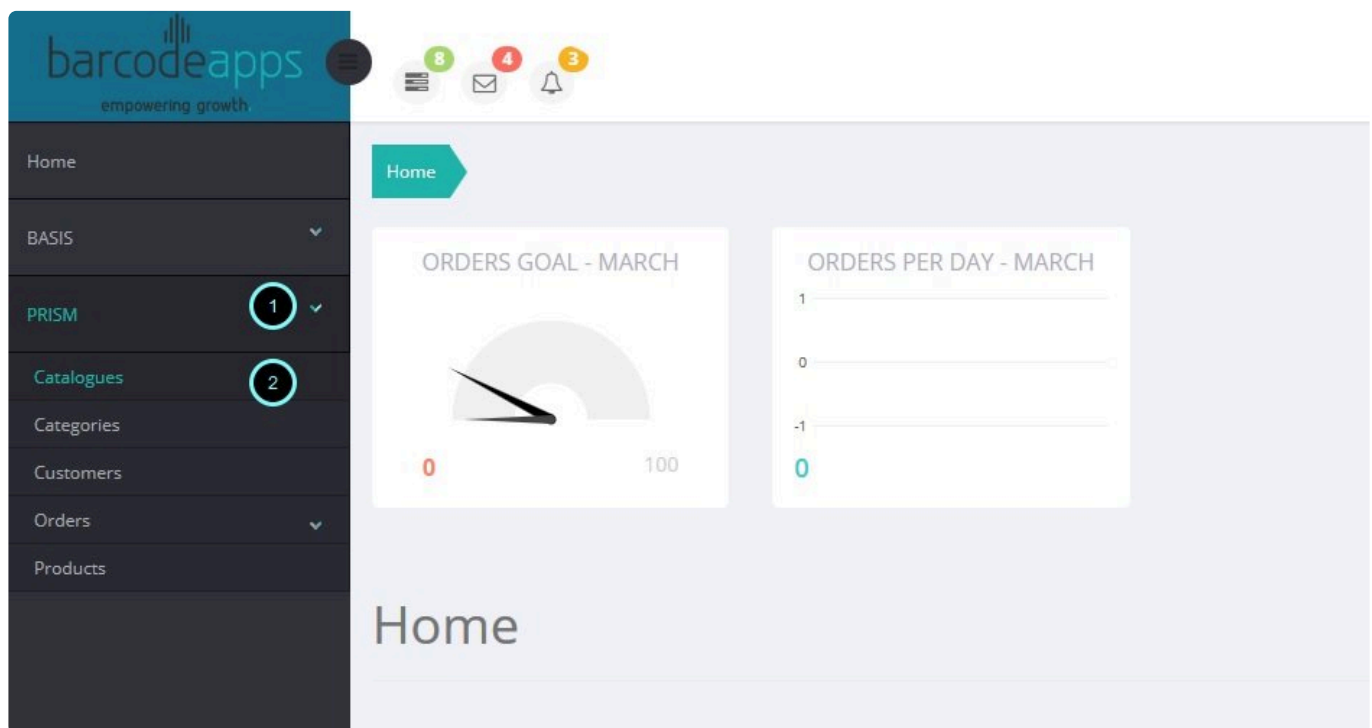 barcodeapps
empowering growth.
8
4
3
Home
BASIS
PRISM
1
Catalogues
2
Categories
Customers
Orders
Products
Home
ORDERS GOAL - MARCH
0
100
ORDERS PER DAY - MARCH
1
0
-1
0
Home